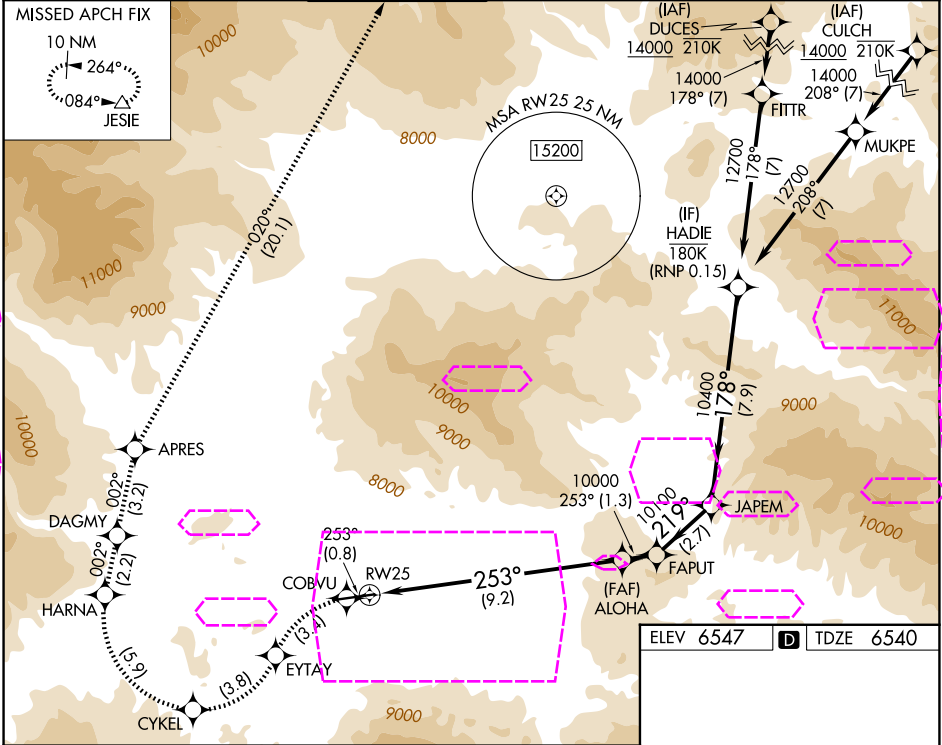 MISSED APCH FIX
10 NM
264°
084°
JESIE
10000
(IAF)
DUCES
14000 210K
14000
178° (7)
FITTR
(IAF)
CULCH
14000 210K
14000
208° (7)
MUKPE
8000
MSA RW25 25 NM
15200
12700
178°
(7)
12700
208°
(7)
(IF)
HADIE
180K
(RNP 0.15)
020°
(20.1)
11000
9000
11000
10000
9000
8000
10400
178°
(7.9)
9000
10000
APRES
002°
(3.2)
DAGMY
002°
(2.2)
HARNA
10000
253° (1.3)
10100
219°
(2.7)
JAPEM
FAPUT
10000
253°
(0.8)
COBVU
RW25
253°
(9.2)
(FAF)
ALOHA
(3.4)
EYTAY
(3.8)
(5.9)
CYKEL
9000
ELEV 6547
D
TDZE 6540